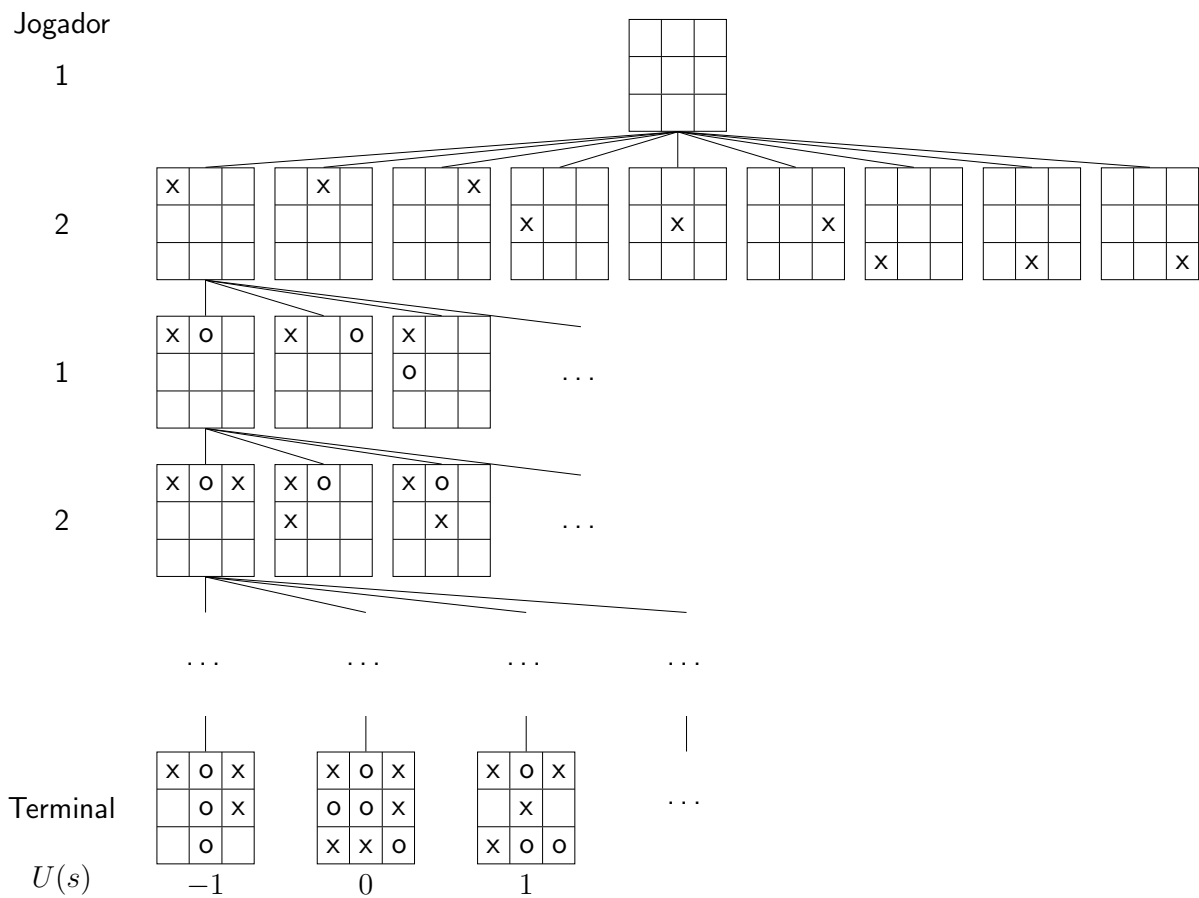 Jogador
1
2
x x x x x x x x x
1
x o x o x
o
. . .
2
x o x x o x o
x x
. . .
. . . . . . . . . . . .
x o x x o x x o x
Terminal o x o o x x . . .
o x x o x o o
U(s) −1 0 1